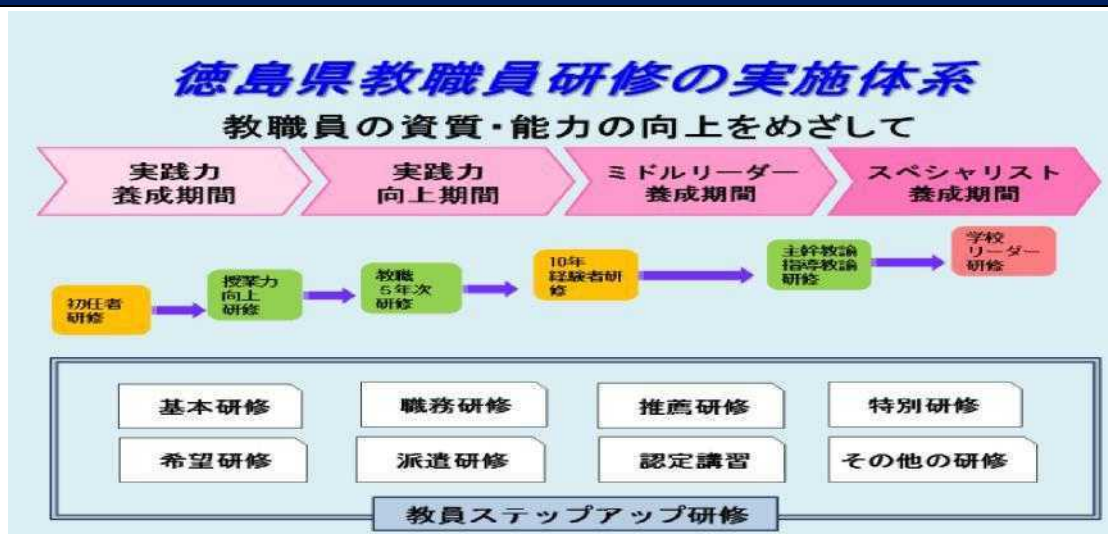 徳島県教職員研修の実施体系
教職員の資質・能力の向上をめざして
実践力
養成期間
実践力
向上期間
ミドルリーダー
養成期間
スペシャリスト
養成期間
初任者
研修
授業力
向上
研修
教職
5年次
研修
10年
経験者研
修
主幹教諭
指導教諭
研修
学校
リーダー
研修
基本研修
職務研修
推薦研修
特別研修
希望研修
派遣研修
認定講習
その他の研修
教員ステップアップ研修